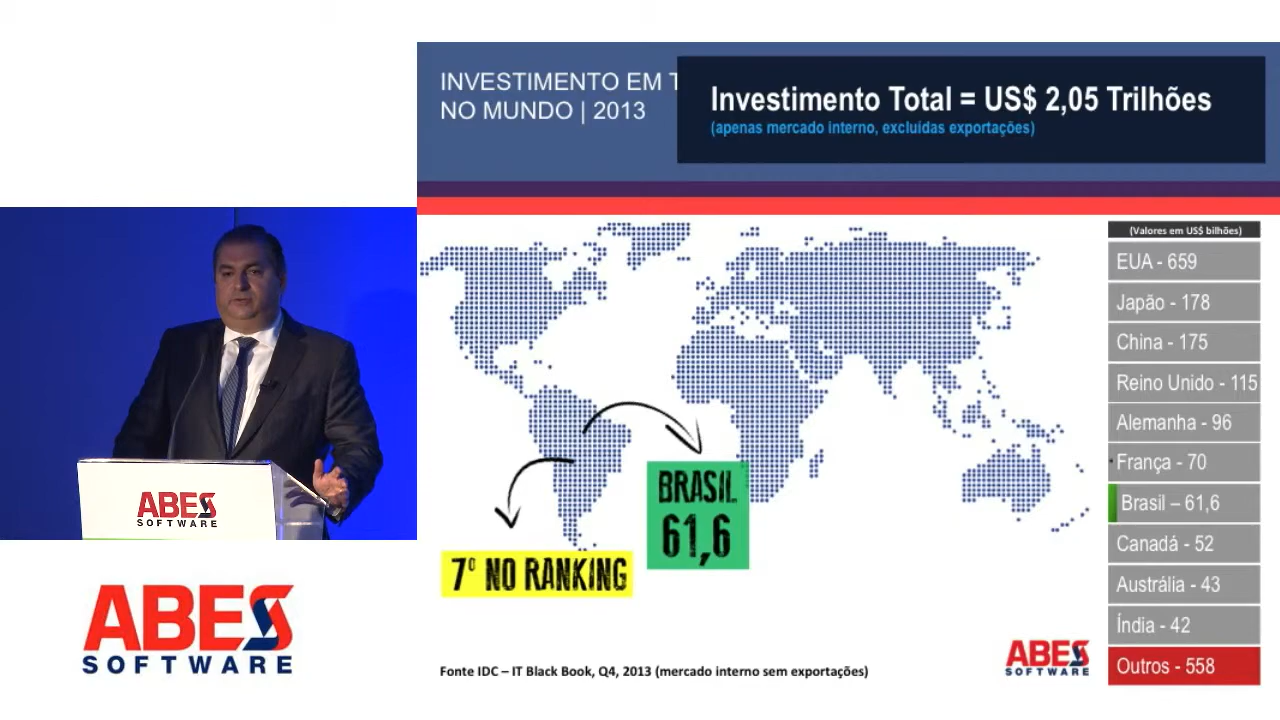 INVESTIMENTO EM T
NO MUNDO | 2013
Investimento Total = US$ 2,05 Trilhões
(apenas mercado interno, excluídas exportações)
(Valores em US$ bilhões)
EUA - 659
Japão - 178
China - 175
Reino Unido - 115
Alemanha - 96
França - 70
Brasil – 61,6
Canadá - 52
Austrália - 43
Índia - 42
Outros - 558
BRASIL
61,6
7º NO RANKING
Fonte IDC – IT Black Book, Q4, 2013 (mercado interno sem exportações)
ABES
SOFTWARE
ABES
SOFTWARE
ABES
SOFTWARE